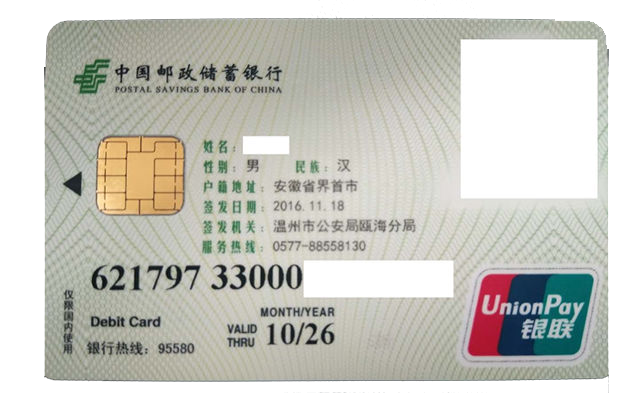 中国邮政储蓄银行
POSTAL SAVINGS BANK OF CHINA
姓名：
性别：男 民族：汉
户籍地址：安徽省界首市
签发日期：2016.11.18
签发机关：温州市公安局瓯海分局
服务热线：0577-88558130
621797 33000
仅限国内使用
Debit Card
MONTH/YEAR
VALID THRU 10/26
银行热线：95580
UnionPay
银联